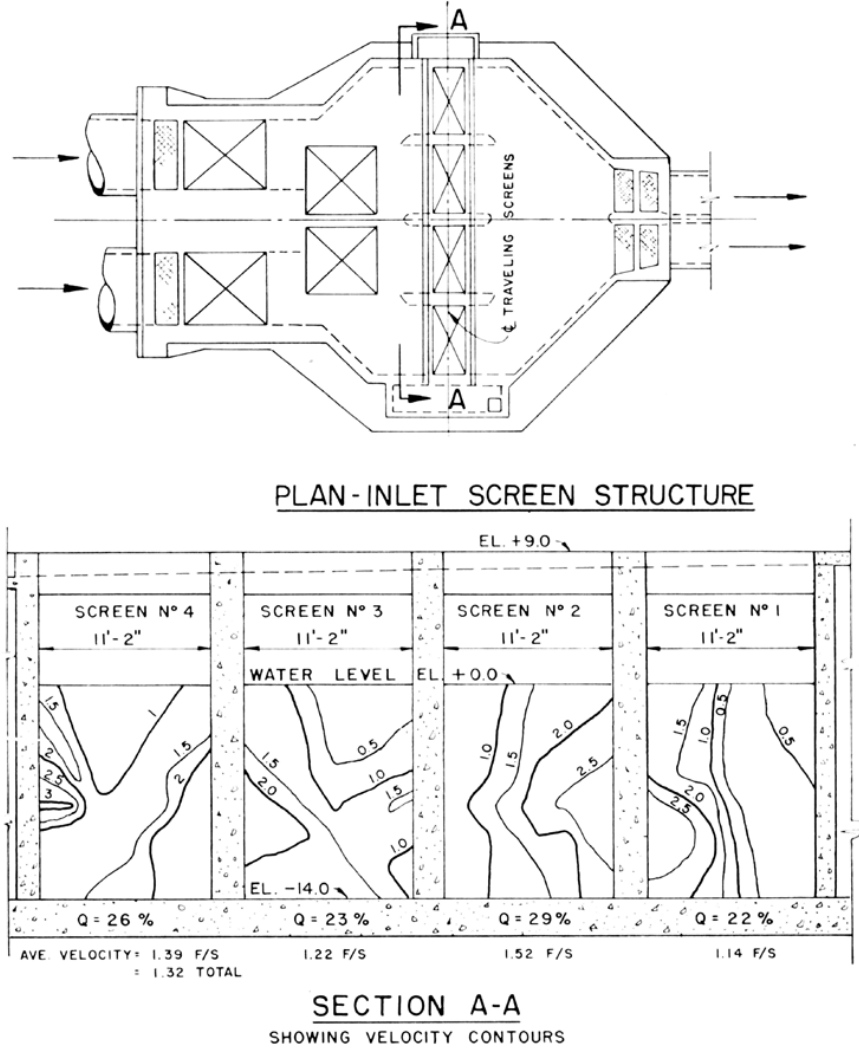 A
℄ TRAVELING SCREENS
A
PLAN-INLET SCREEN STRUCTURE
EL. +9.0
SCREEN Nº 4 SCREEN Nº 3 SCREEN Nº 2 SCREEN Nº 1
11'-2" 11'-2" 11'-2" 11'-2"
WATER LEVEL EL. +0.0
1.5 1 2 2.5 3 1.5 2
1.5 2.0 0.5 1.0 1.5 1.0
1.0 1.5 2.0 2.5
1.5 1.0 0.5 0.5 2.0 2.5
EL. -14.0
Q = 26 % Q = 23 % Q = 29% Q = 22 %
AVE. VELOCITY = 1.39 F/S 1.22 F/S 1.52 F/S 1.14 F/S
= 1.32 TOTAL
SECTION A-A
SHOWING VELOCITY CONTOURS